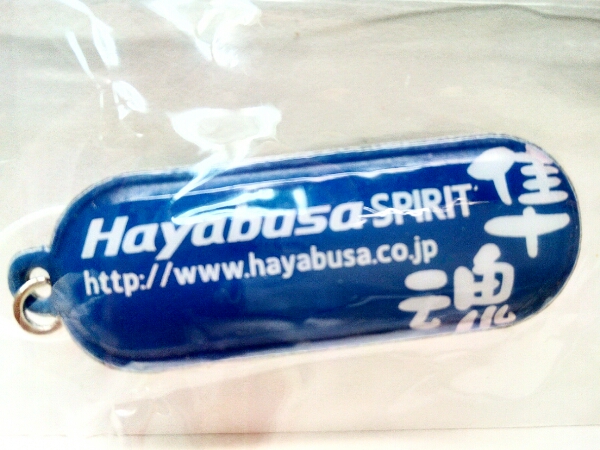 Hayabusa SPIRIT
http://www.hayabusa.co.jp
隼
魂